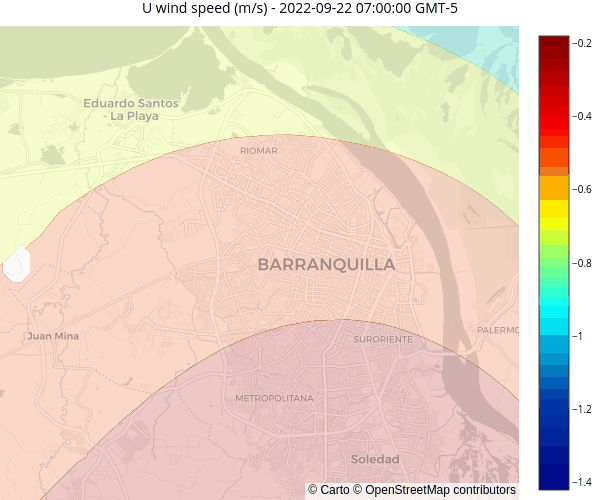 U wind speed (m/s) - 2022-09-22 07:00:00 GMT-5
Eduardo Santos
- La Playa
RIOMAR
BARRANQUILLA
PALERMO
Juan Mina
SURORIENTE
METROPOLITANA
Soledad
© Carto © OpenStreetMap contributors
−0.2
−0.4
−0.6
−0.8
−1
−1.2
−1.4